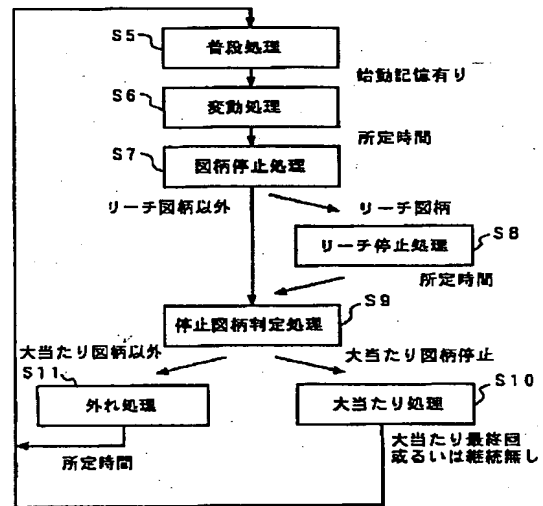 S5
普段処理
始動記憶有り
S6
変動処理
所定時間
S7
図柄停止処理
リーチ図柄以外
リーチ図柄
S8
リーチ停止処理
所定時間
S9
停止図柄判定処理
大当たり図柄以外
大当たり図柄停止
S11
外れ処理
S10
大当たり処理
所定時間
大当たり最終回
或るいは継続無し